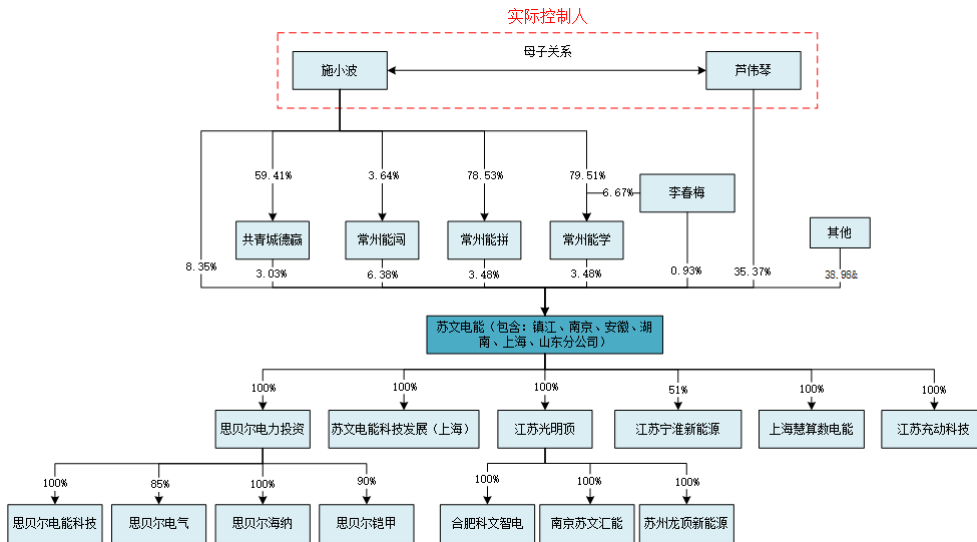 实际控制人
施小波
母子关系
芦伟琴
59.41%
3.64%
78.53%
79.51%
6.67%
李春梅
共青城德赢
常州能闯
常州能拼
常州能学
其他
8.35%
3.03%
6.38%
3.48%
3.48%
0.93%
35.37%
38.98&
苏文电能（包含：镇江、南京、安徽、湖
南、上海、山东分公司）
100%
100%
100%
51%
100%
100%
思贝尔电力投资
苏文电能科技发展（上海）
江苏光明顶
江苏宁淮新能源
上海慧算数电能
江苏充动科技
100%
85%
100%
90%
100%
100%
100%
思贝尔电能科技
思贝尔电气
思贝尔海纳
思贝尔铠甲
合肥科文智电
南京苏文汇能
苏州龙顶新能源